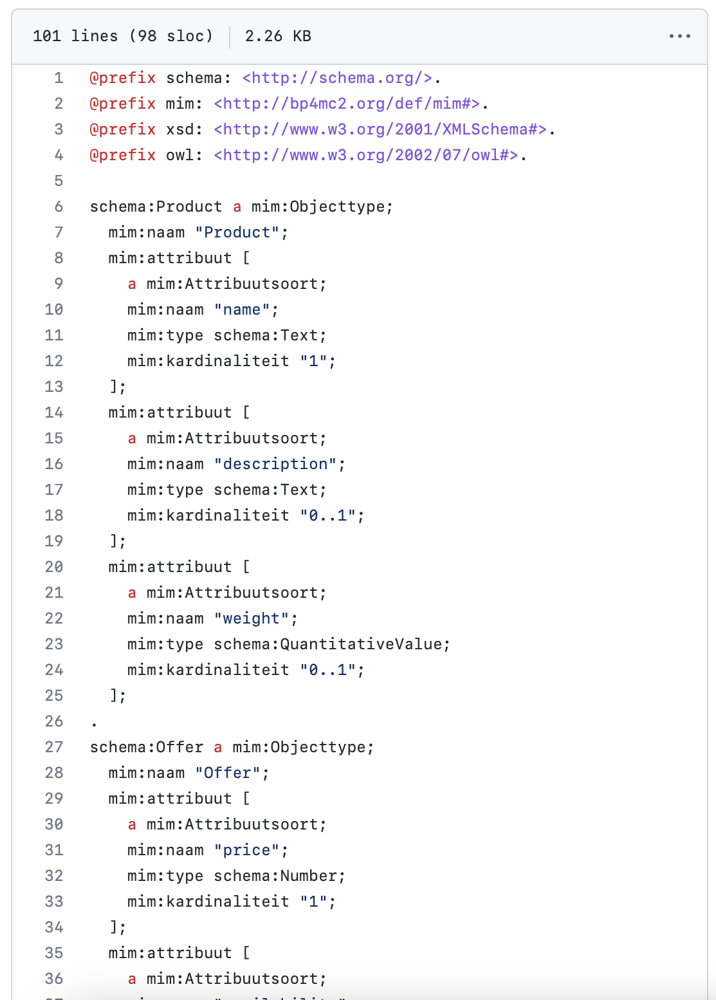 101 lines (98 sloc) 2.26 KB
1 @prefix schema: <http://schema.org/>.
2 @prefix mim: <http://bp4mc2.org/def/mim#>.
3 @prefix xsd: <http://www.w3.org/2001/XMLSchema#>.
4 @prefix owl: <http://www.w3.org/2002/07/owl#>.
5
6 schema:Product a mim:Objecttype;
7   mim:naam "Product";
8   mim:attribuut [
9     a mim:Attribuutsoort;
10     mim:naam "name";
11     mim:type schema:Text;
12     mim:kardinaliteit "1";
13   ];
14   mim:attribuut [
15     a mim:Attribuutsoort;
16     mim:naam "description";
17     mim:type schema:Text;
18     mim:kardinaliteit "0..1";
19   ];
20   mim:attribuut [
21     a mim:Attribuutsoort;
22     mim:naam "weight";
23     mim:type schema:QuantitativeValue;
24     mim:kardinaliteit "0..1";
25   ];
26 .
27 schema:Offer a mim:Objecttype;
28   mim:naam "Offer";
29   mim:attribuut [
30     a mim:Attribuutsoort;
31     mim:naam "price";
32     mim:type schema:Number;
33     mim:kardinaliteit "1";
34   ];
35   mim:attribuut [
36     a mim:Attribuutsoort;